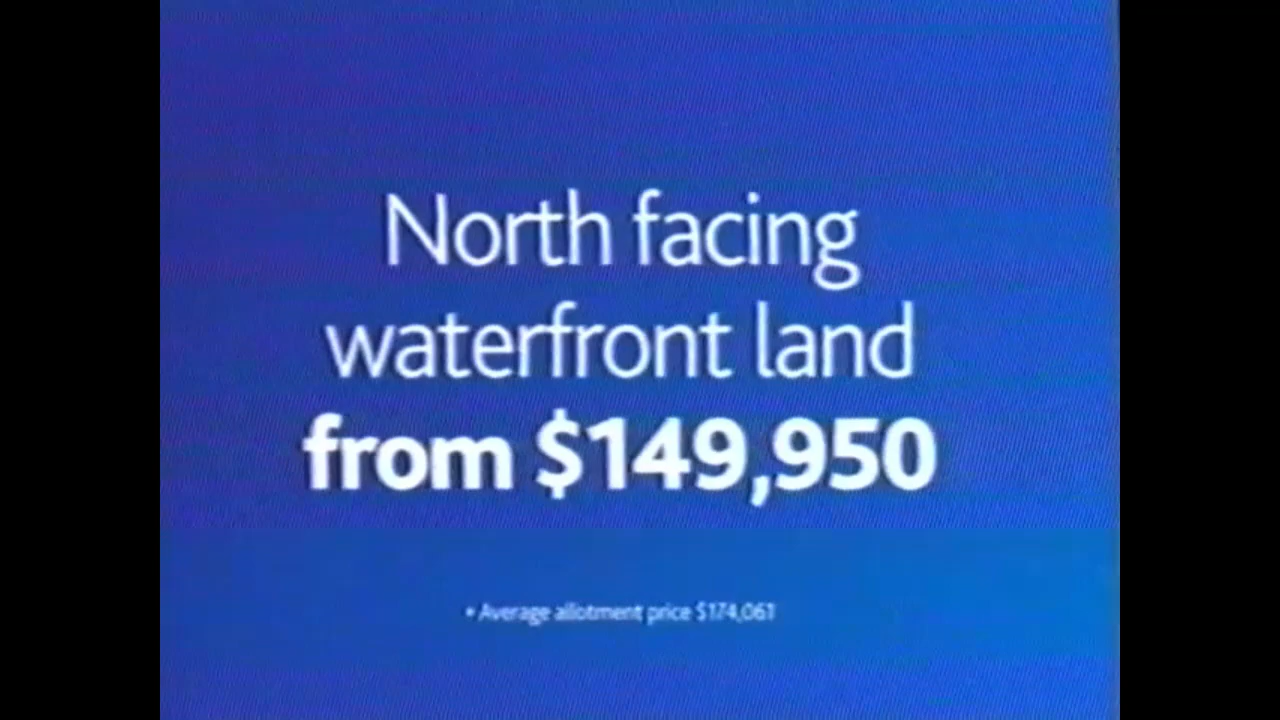 North facing
waterfront land
from $149,950
• Average allotment price $174,061